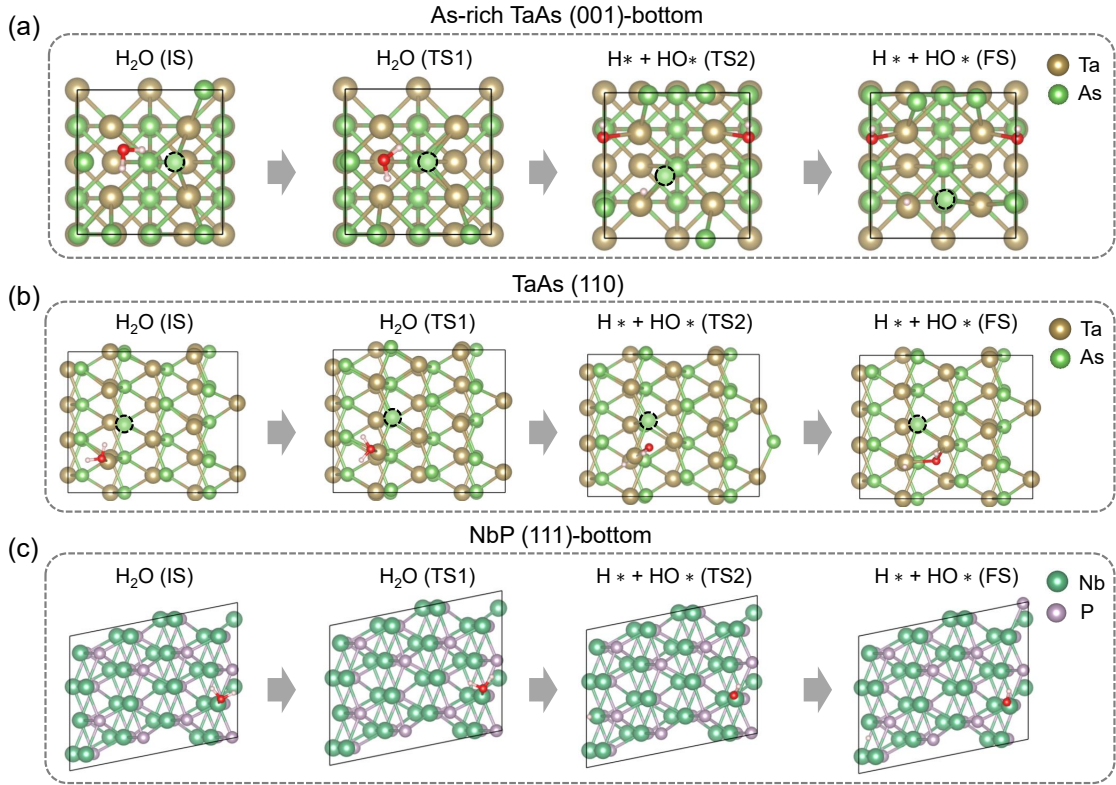 (a)
As-rich TaAs (001)-bottom
H₂O (IS)
H₂O (TS1)
H∗ + HO∗ (TS2)
H ∗ + HO ∗ (FS)
Ta
As
(b)
TaAs (110)
H₂O (IS)
H₂O (TS1)
H ∗ + HO ∗ (TS2)
H ∗ + HO ∗ (FS)
Ta
As
(c)
NbP (111)-bottom
H₂O (IS)
H₂O (TS1)
H ∗ + HO ∗ (TS2)
H ∗ + HO ∗ (FS)
Nb
P